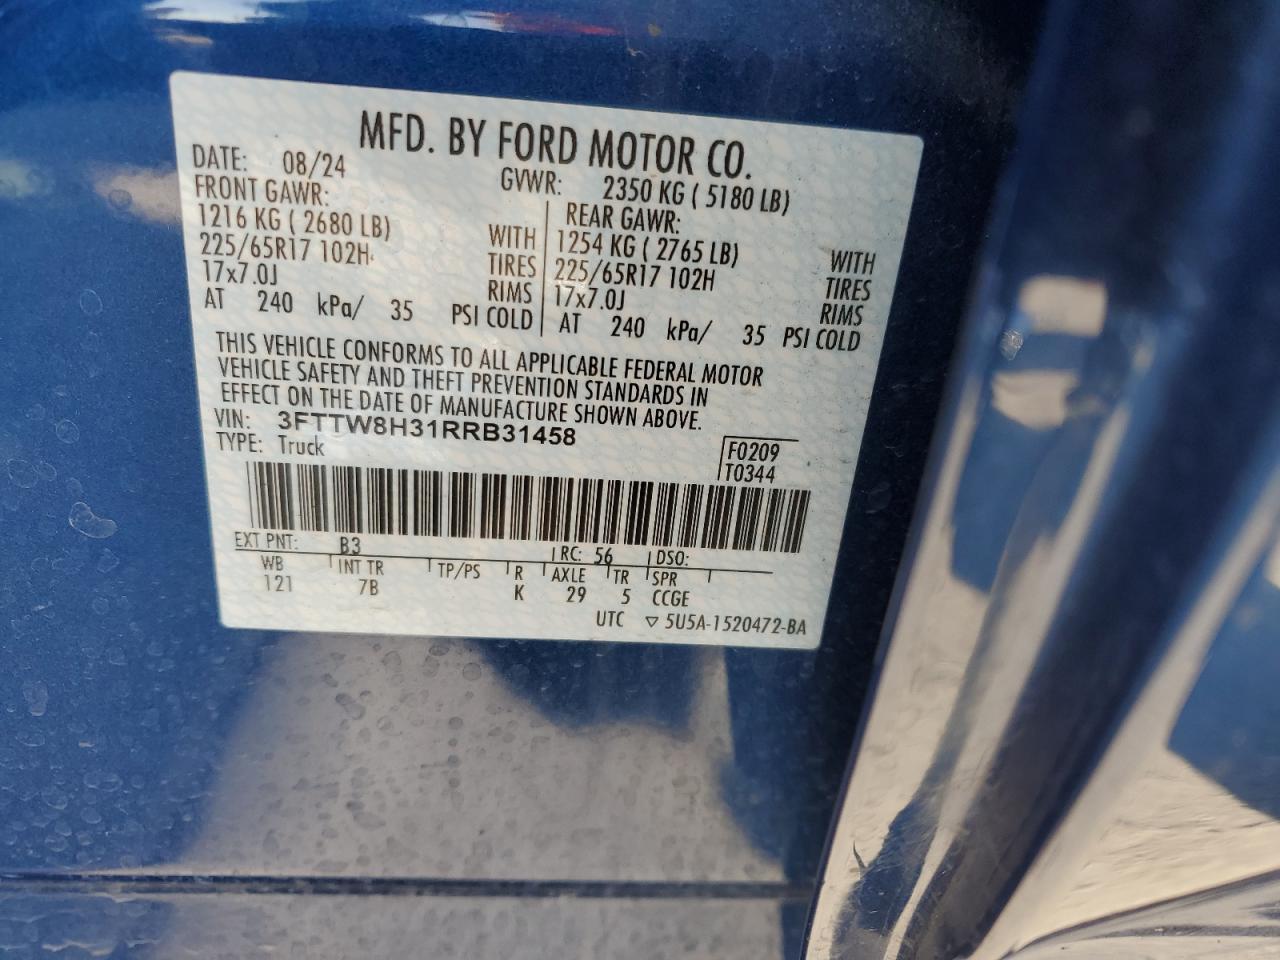 MFD. BY FORD MOTOR CO.
DATE: 08/24 GVWR: 2350 KG ( 5180 LB)
FRONT GAWR: REAR GAWR:
1216 KG ( 2680 LB) WITH 1254 KG ( 2765 LB) WITH
225/65R17 102H TIRES 225/65R17 102H TIRES
17x7.0J RIMS 17x7.0J RIMS
AT 240 kPa/ 35 PSI COLD AT 240 kPa/ 35 PSI COLD
THIS VEHICLE CONFORMS TO ALL APPLICABLE FEDERAL MOTOR
VEHICLE SAFETY AND THEFT PREVENTION STANDARDS IN
EFFECT ON THE DATE OF MANUFACTURE SHOWN ABOVE.
VIN: 3FTTW8H31RRB31458
TYPE: Truck
F0209
T0344
EXT PNT: B3 RC: 56 DSO:
WB INT TR TP/PS R AXLE TR SPR
121 7B K 29 5 CCGE
UTC ▽ 5U5A-1520472-BA